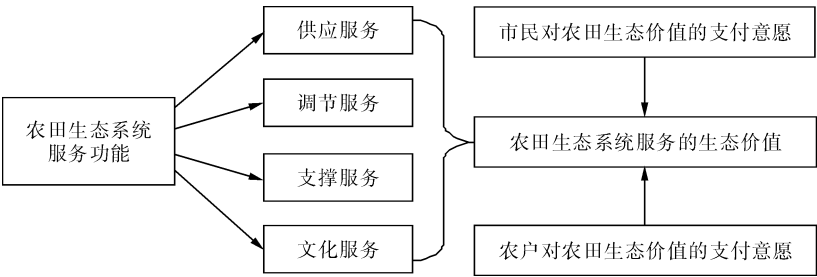 农田生态系统
服务功能
供应服务
调节服务
支撑服务
文化服务
市民对农田生态价值的支付意愿
农田生态系统服务的生态价值
农户对农田生态价值的支付意愿